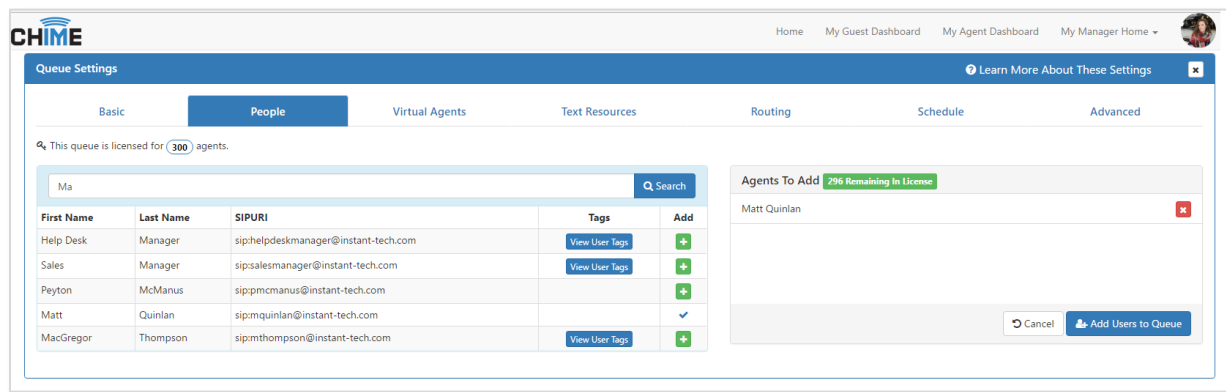 CHIME
Home My Guest Dashboard My Agent Dashboard My Manager Home
Queue Settings Learn More About These Settings
Basic People Virtual Agents Text Resources Routing Schedule Advanced
This queue is licensed for 300 agents.
Ma Search
First Name Last Name SIPURI Tags Add
Help Desk Manager sip:helpdeskmanager@instant-tech.com View User Tags
Sales Manager sip:salesmanager@instant-tech.com View User Tags
Peyton McManus sip:pmcmanus@instant-tech.com
Matt Quinlan sip:mquinlan@instant-tech.com
MacGregor Thompson sip:mthompson@instant-tech.com View User Tags
Agents To Add 296 Remaining In License
Matt Quinlan
Cancel Add Users to Queue